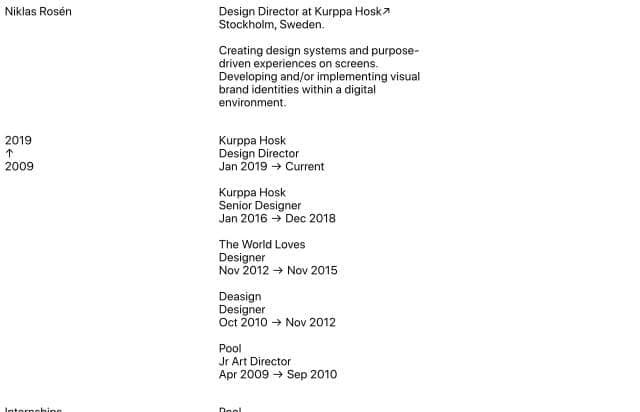 Niklas Rosén
Design Director at Kurppa Hosk↗
Stockholm, Sweden.
Creating design systems and purpose-
driven experiences on screens.
Developing and/or implementing visual
brand identities within a digital
environment.
2019
↑
2009
Kurppa Hosk
Design Director
Jan 2019 → Current
Kurppa Hosk
Senior Designer
Jan 2016 → Dec 2018
The World Loves
Designer
Nov 2012 → Nov 2015
Deasign
Designer
Oct 2010 → Nov 2012
Pool
Jr Art Director
Apr 2009 → Sep 2010
Internships
Pool